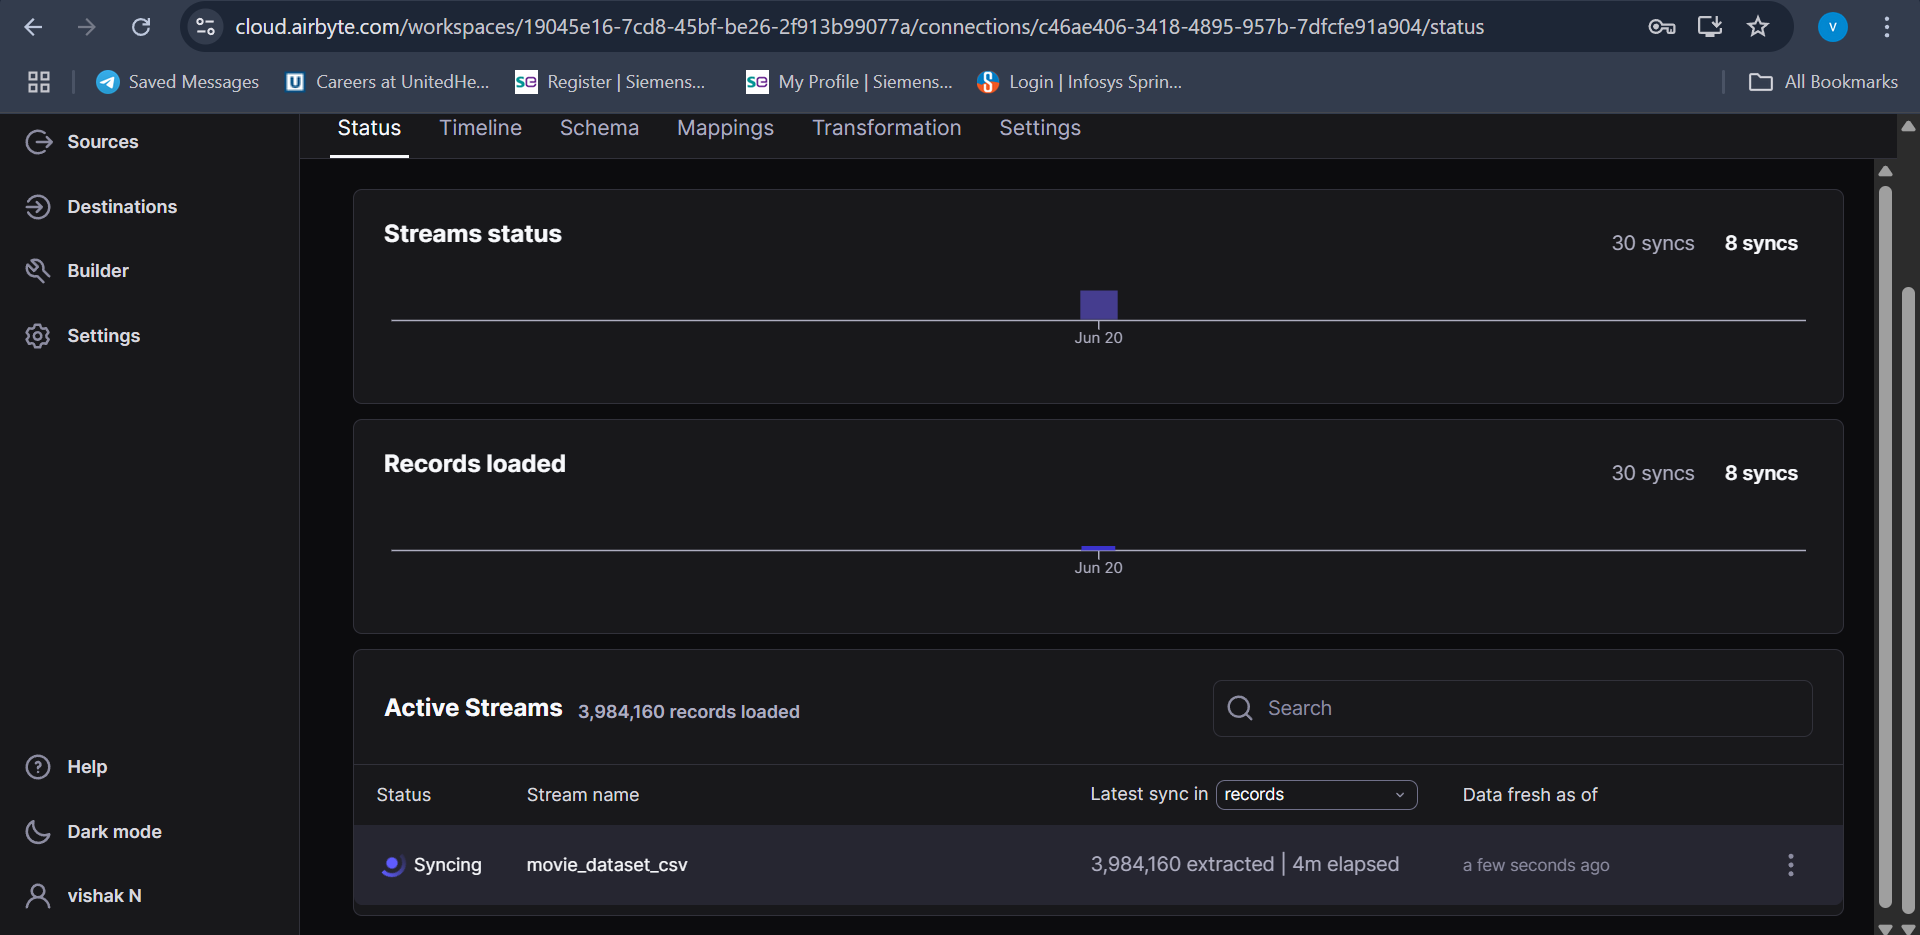 cloud.airbyte.com/workspaces/19045e16-7cd8-45bf-be26-2f913b99077a/connections/c46ae406-3418-4895-957b-7dfcfe91a904/status
V
Saved Messages
U Careers at UnitedHe...
se Register | Siemens...
se My Profile | Siemens...
Login | Infosys Sprin...
All Bookmarks
Sources
Destinations
Builder
Settings
Help
Dark mode
vishak N
Status Timeline Schema Mappings Transformation Settings
Streams status
30 syncs 8 syncs
Jun 20
Records loaded
30 syncs 8 syncs
Jun 20
Active Streams 3,984,160 records loaded
Search
Status Stream name Latest sync in records Data fresh as of
Syncing movie_dataset_csv 3,984,160 extracted | 4m elapsed a few seconds ago